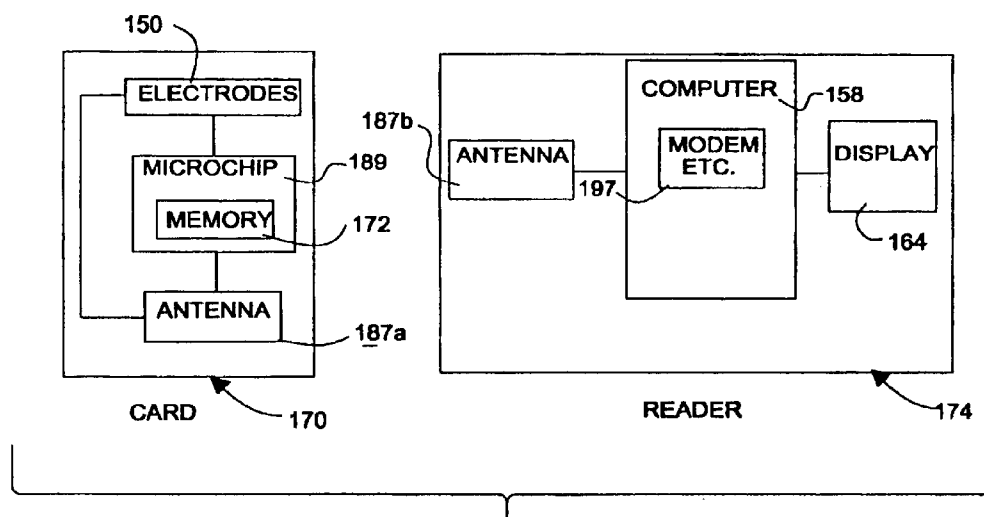 150
ELECTRODES
MICROCHIP
189
MEMORY
172
ANTENNA
187a
CARD
170
COMPUTER
158
187b
ANTENNA
MODEM
ETC.
197
DISPLAY
164
READER
174